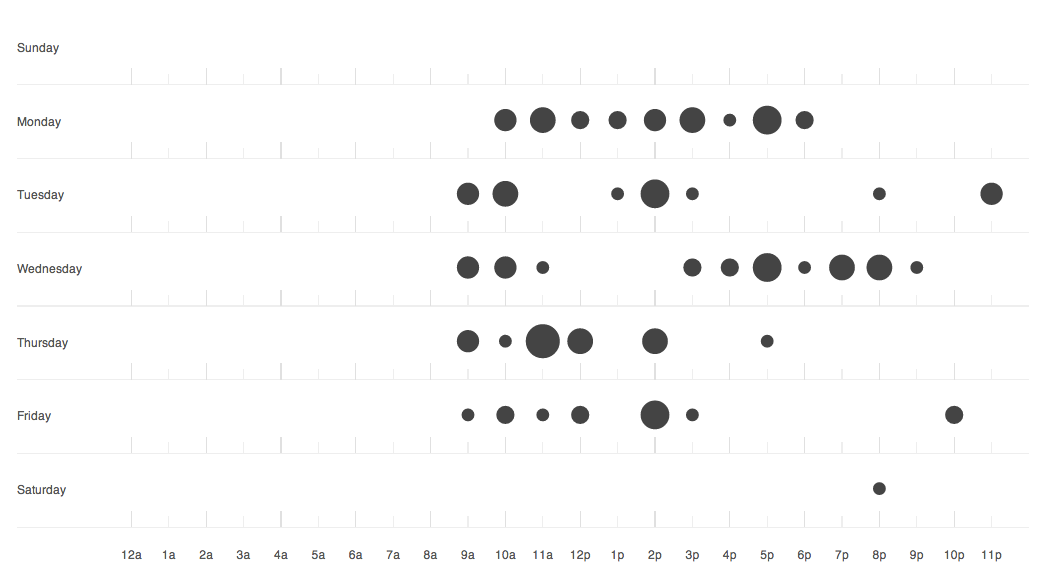 Sunday
Monday
Tuesday
Wednesday
Thursday
Friday
Saturday
12a 1a 2a 3a 4a 5a 6a 7a 8a 9a 10a 11a 12p 1p 2p 3p 4p 5p 6p 7p 8p 9p 10p 11p